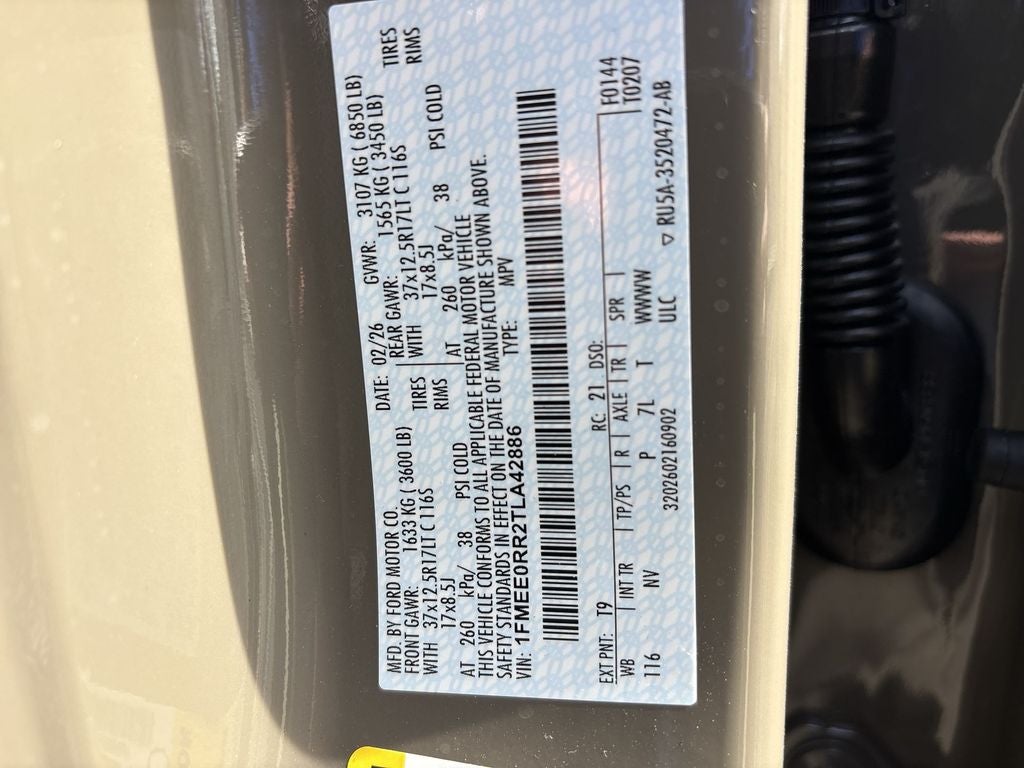 MFD. BY FORD MOTOR CO. DATE: 02/26 GVWR: 3107 KG ( 6850 LB)
FRONT GAWR: 1633 KG ( 3600 LB) REAR GAWR: 1565 KG ( 3450 LB)
WITH 37x12.5R17LT C 116S TIRES WITH 37x12.5R17LT C 116S TIRES
17x8.5J RIMS 17x8.5J RIMS
AT 260 kPa/ 38 PSI COLD AT 260 kPa/ 38 PSI COLD
THIS VEHICLE CONFORMS TO ALL APPLICABLE FEDERAL MOTOR VEHICLE
SAFETY STANDARDS IN EFFECT ON THE DATE OF MANUFACTURE SHOWN ABOVE.
VIN: 1FMEE0RR2TLA42886 TYPE: MPV
EXT PNT: T9 RC: 21 DSO: F0144
WB | INT TR | TP/PS | R | AXLE | TR | SPR | T0207
116 NV P 7L T WWWW
320260216090​2 ULC ▽ RU5A-3520472-AB